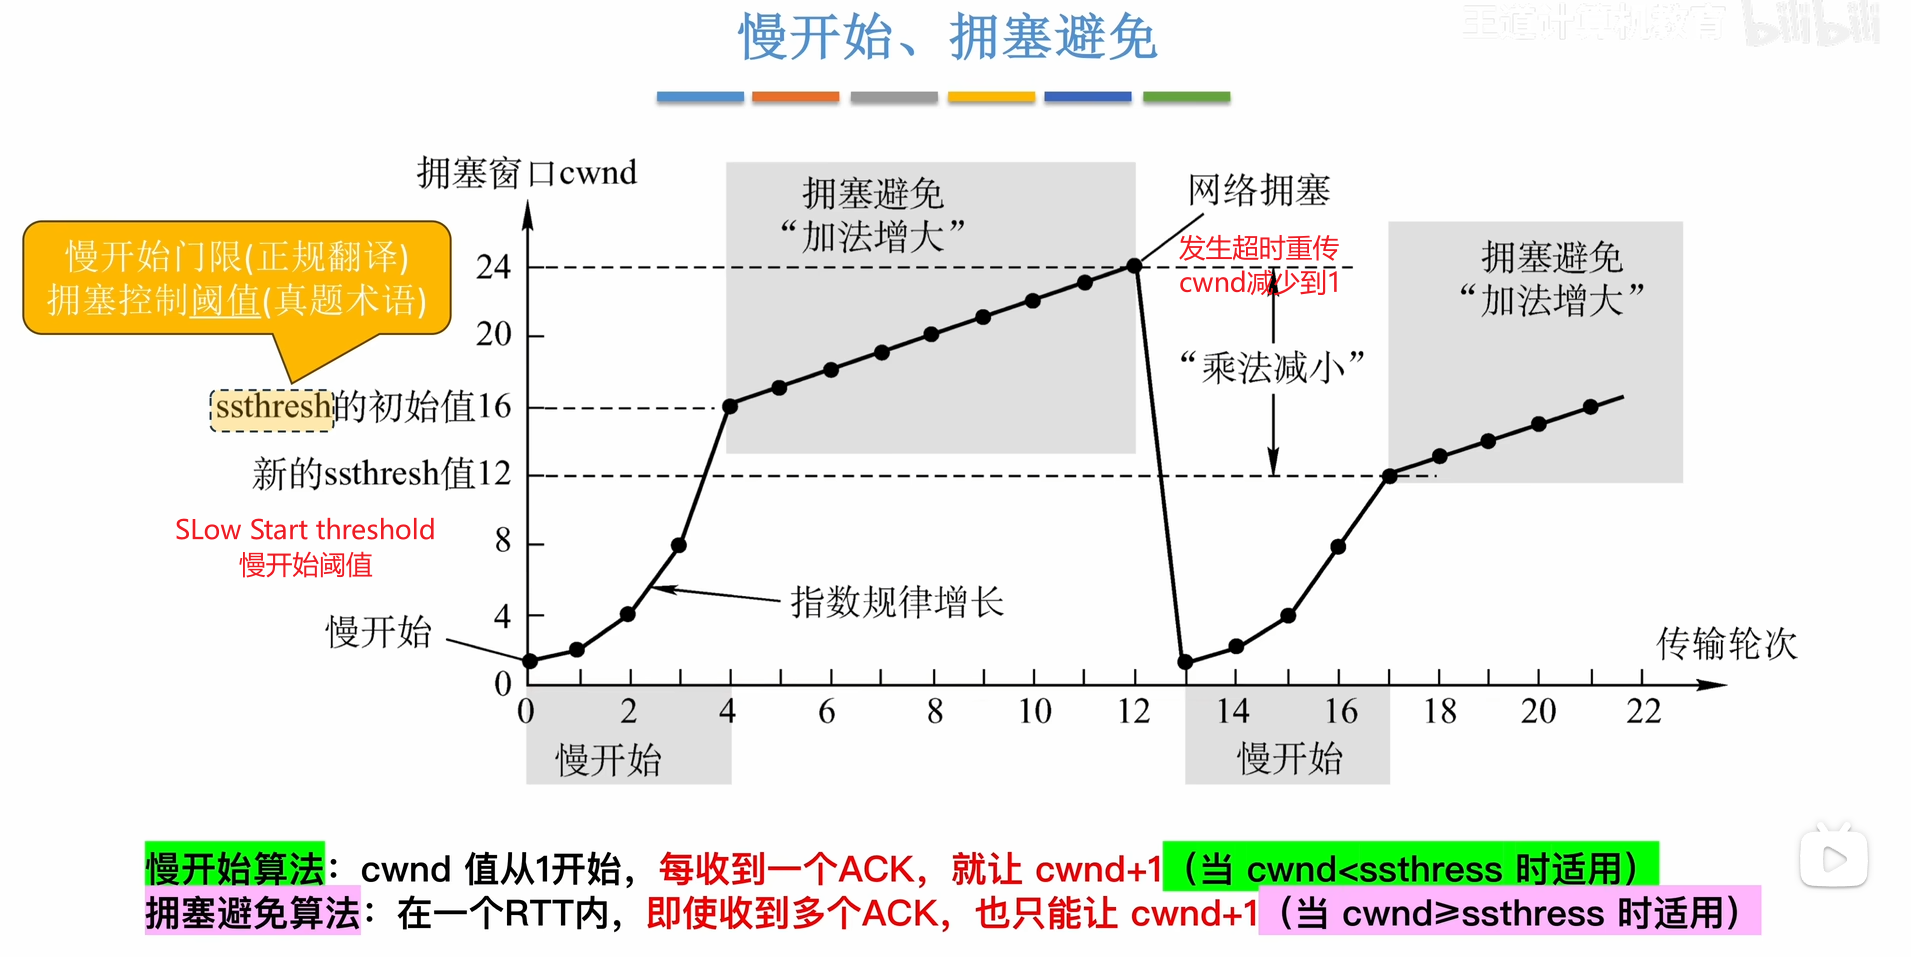 慢开始、拥塞避免
王道计算机教育
bilibili
拥塞窗口cwnd
拥塞避免
“加法增大”
网络拥塞
发生超时重传
cwnd减少到1
拥塞避免
“加法增大”
慢开始门限(正规翻译)
拥塞控制阈值(真题术语)
24
20
“乘法减小”
ssthresh的初始值16
新的ssthresh值12
SLow Start threshold
慢开始阈值
8
4
指数规律增长
慢开始
传输轮次
0
0 2 4 6 8 10 12 14 16 18 20 22
慢开始
慢开始
慢开始算法：cwnd 值从1开始，每收到一个ACK，就让 cwnd+1（当 cwnd<ssthress 时适用）
拥塞避免算法：在一个RTT内，即使收到多个ACK，也只能让 cwnd+1（当 cwnd≥ssthress 时适用）